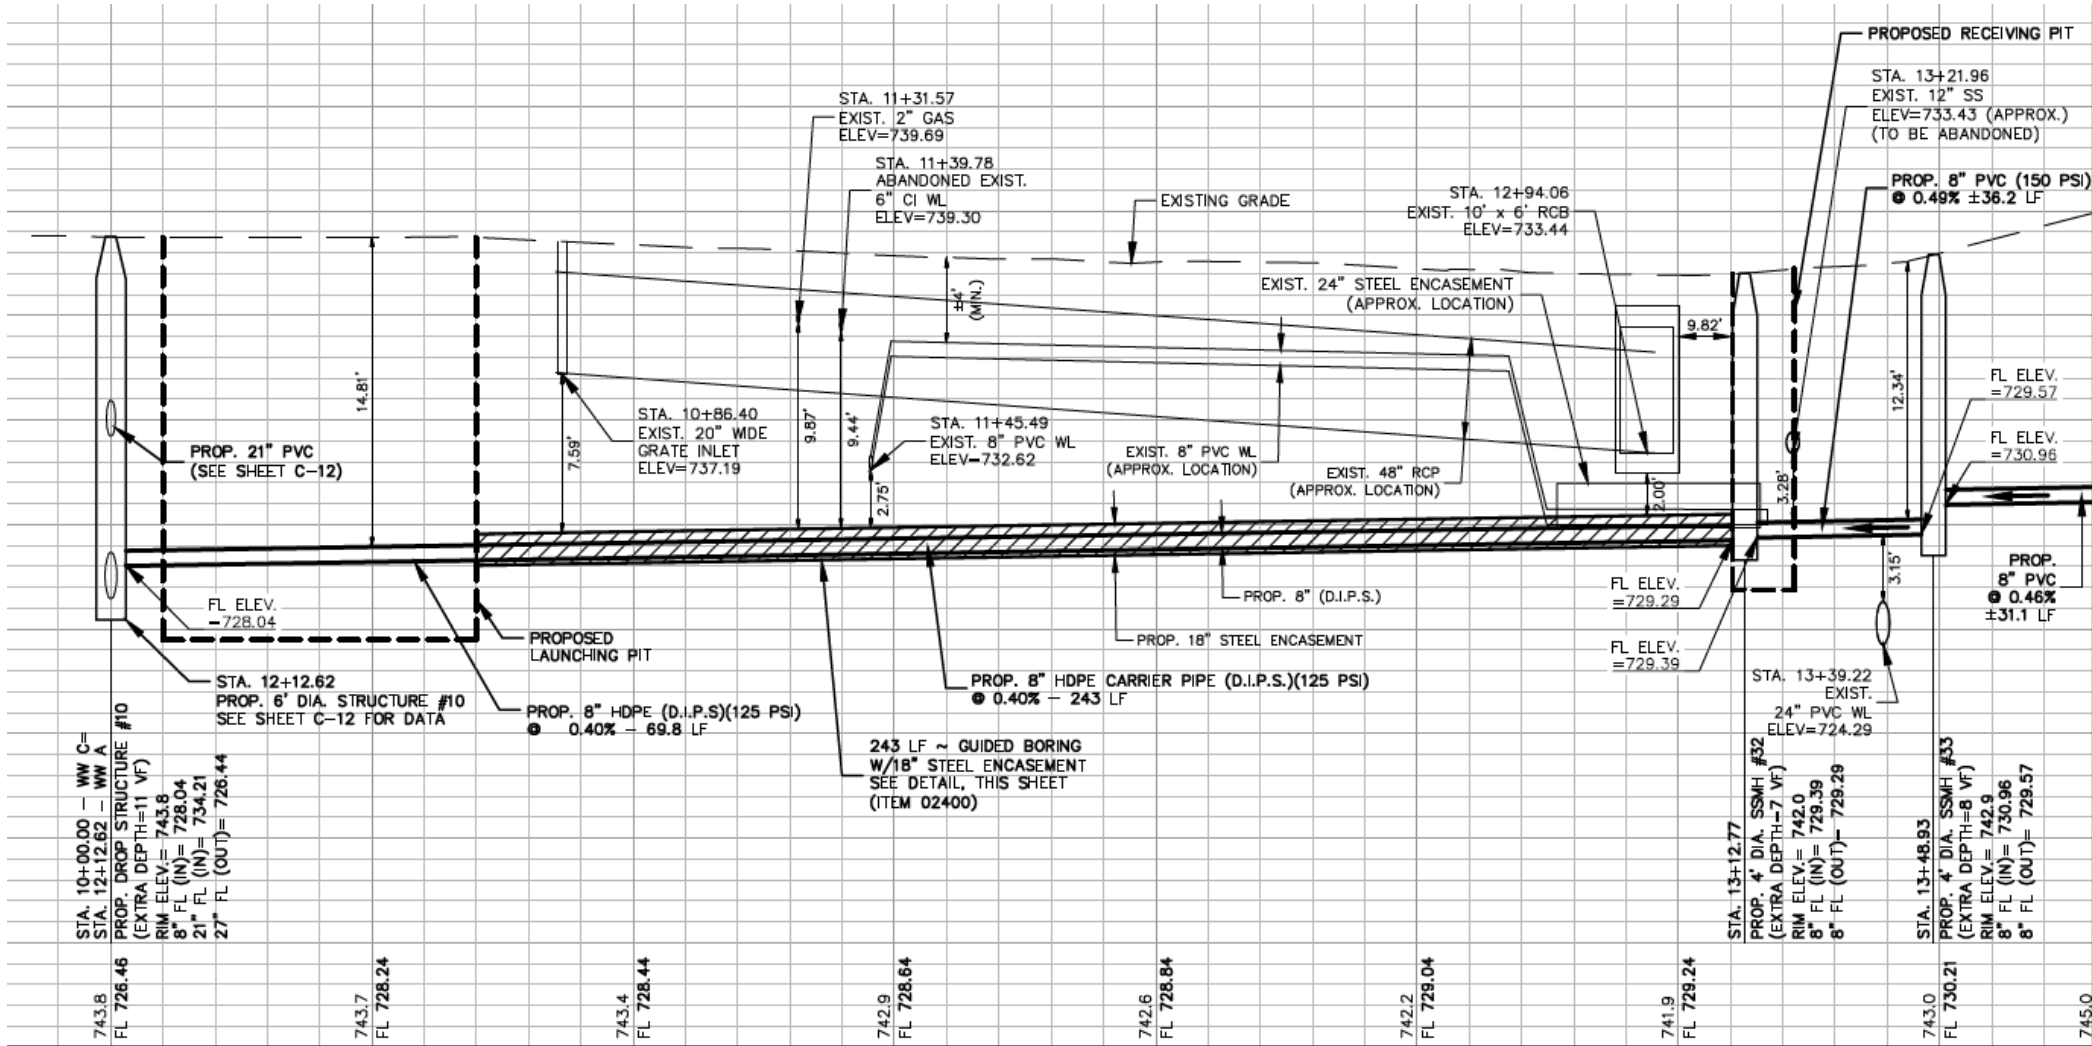 PROPOSED RECEIVING PIT
STA. 13+21.96
EXIST. 12" SS
ELEV=733.43 (APPROX.)
(TO BE ABANDONED)
STA. 11+31.57
EXIST. 2" GAS
ELEV=739.69
STA. 11+39.78
ABANDONED EXIST.
6" CI WL
ELEV=739.30
EXISTING GRADE
STA. 12+94.06
EXIST. 10' x 6' RCB
ELEV=733.44
PROP. 8" PVC (150 PSI)
@ 0.49% ±36.2 LF
EXIST. 24" STEEL ENCASEMENT
(APPROX. LOCATION)
±4'
(MIN.)
9.82'
14.81'
7.59'
9.87'
9.44'
2.75'
2.00'
3.28'
12.34'
3.15'
FL ELEV.
=729.57
FL ELEV.
=730.96
PROP. 21" PVC
(SEE SHEET C-12)
STA. 10+86.40
EXIST. 20" WIDE
GRATE INLET
ELEV=737.19
STA. 11+45.49
EXIST. 8" PVC WL
ELEV-732.62
EXIST. 8" PVC WL
(APPROX. LOCATION)
EXIST. 48" RCP
(APPROX. LOCATION)
FL ELEV.
-728.04
PROPOSED
LAUNCHING PIT
PROP. 8" (D.I.P.S.)
PROP. 18" STEEL ENCASEMENT
FL ELEV.
=729.29
FL ELEV.
=729.39
PROP.
8" PVC
@ 0.46%
±31.1 LF
STA. 12+12.62
PROP. 6' DIA. STRUCTURE #10
SEE SHEET C-12 FOR DATA
PROP. 8" HDPE (D.I.P.S)(125 PSI)
@ 0.40% - 69.8 LF
PROP. 8" HDPE CARRIER PIPE (D.I.P.S.)(125 PSI)
@ 0.40% - 243 LF
243 LF ~ GUIDED BORING
W/18" STEEL ENCASEMENT
SEE DETAIL, THIS SHEET
(ITEM 02400)
STA. 13+39.22
EXIST.
24" PVC WL
ELEV=724.29
STA. 10+00.00 - WW C=
STA. 12+12.62 - WW A
PROP. DROP STRUCTURE #10
(EXTRA DEPTH=11 VF)
RIM ELEV.= 743.8
8" FL (IN)= 728.04
21" FL (IN)= 734.21
27" FL (OUT)= 726.44
STA. 13+12.77
PROP. 4' DIA. SSMH #32
(EXTRA DEPTH-7 VF)
RIM ELEV.= 742.0
8" FL (IN)= 729.39
8" FL (OUT)- 729.29
STA. 13+48.93
PROP. 4' DIA. SSMH #33
(EXTRA DEPTH=8 VF)
RIM ELEV.= 742.9
8" FL (IN)= 730.96
8" FL (OUT)= 729.57
743.8
FL 726.46
743.7
FL 728.24
743.4
FL 728.44
742.9
FL 728.64
742.6
FL 728.84
742.2
FL 729.04
741.9
FL 729.24
743.0
FL 730.21
745.0